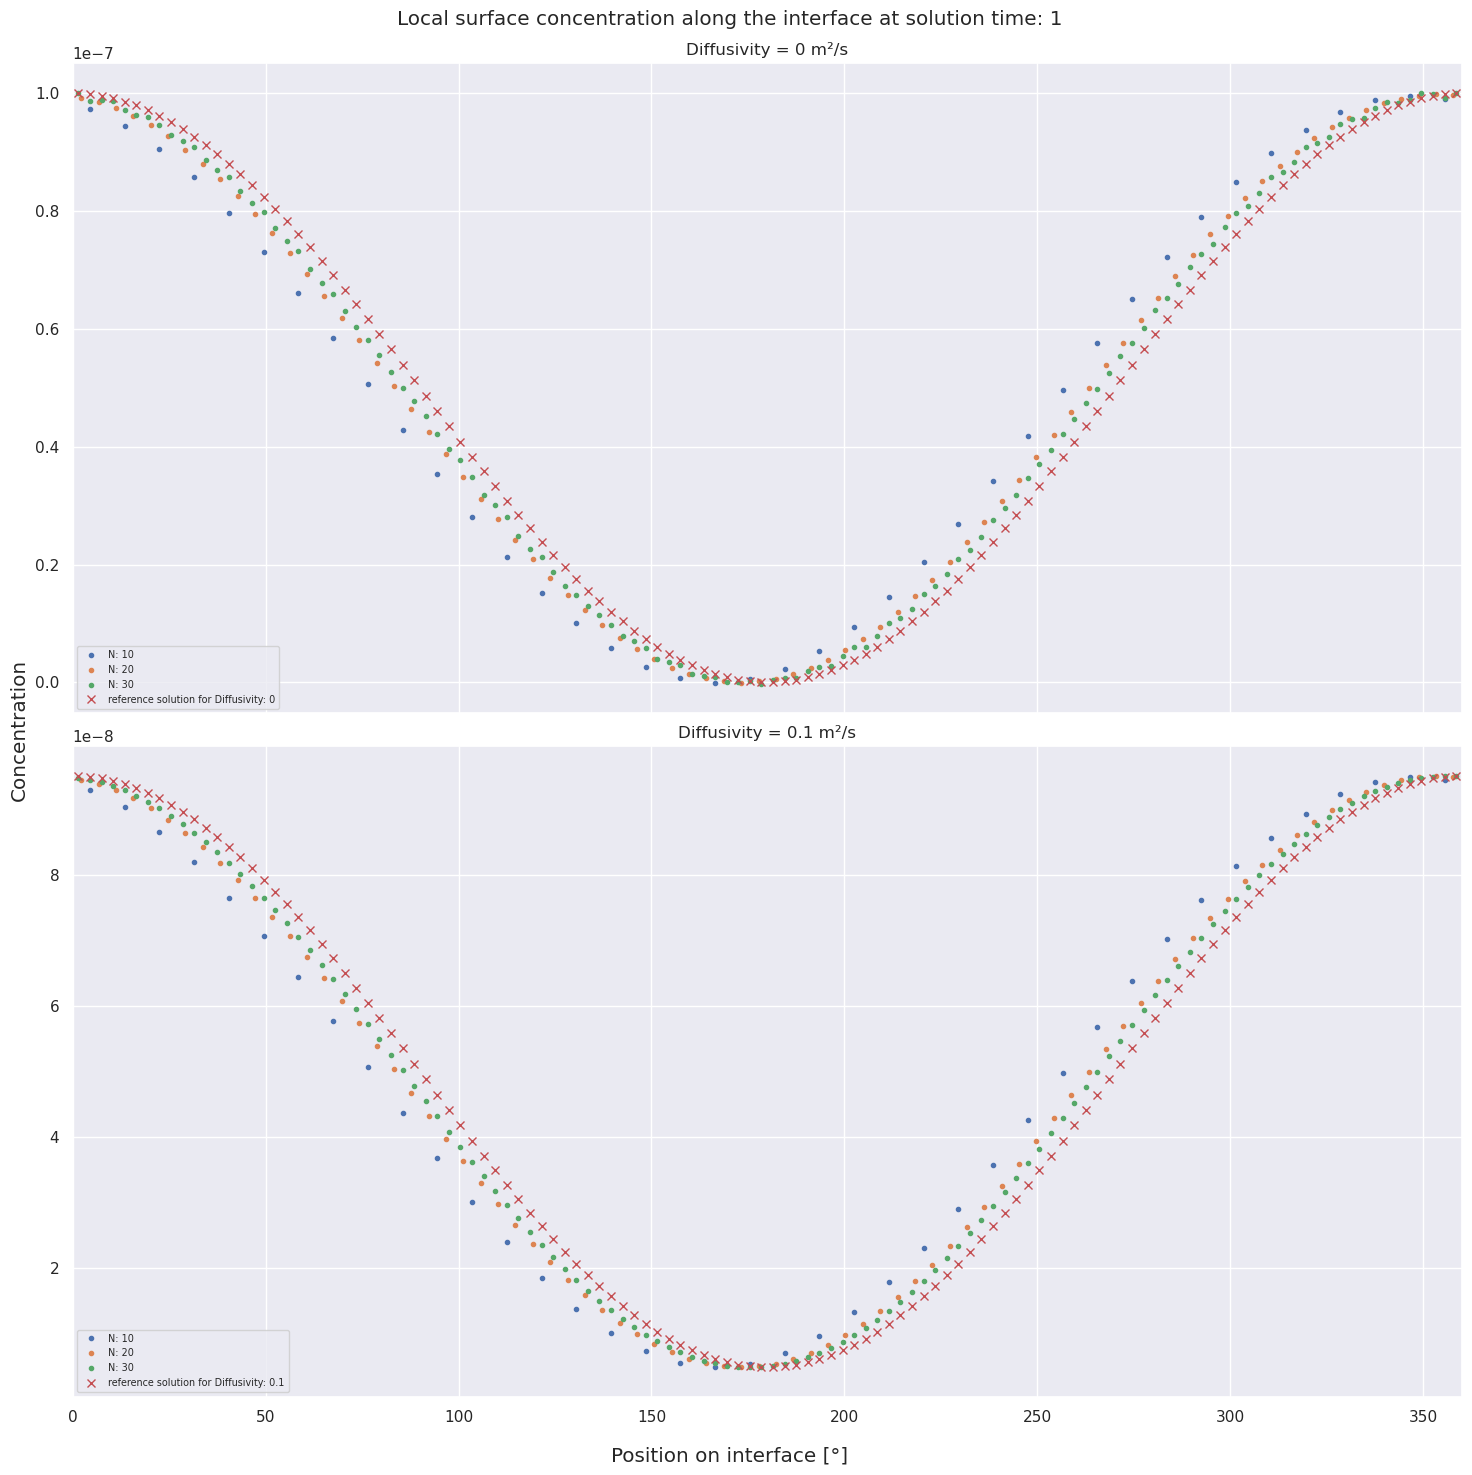 Local surface concentration along the interface at solution time: 1
Diffusivity = 0 m²/s
1e−7
1.0
0.8
0.6
0.4
0.2
0.0
N: 10
N: 20
N: 30
reference solution for Diffusivity: 0
Concentration
Diffusivity = 0.1 m²/s
1e−8
8
6
4
2
N: 10
N: 20
N: 30
reference solution for Diffusivity: 0.1
0 50 100 150 200 250 300 350
Position on interface [°]